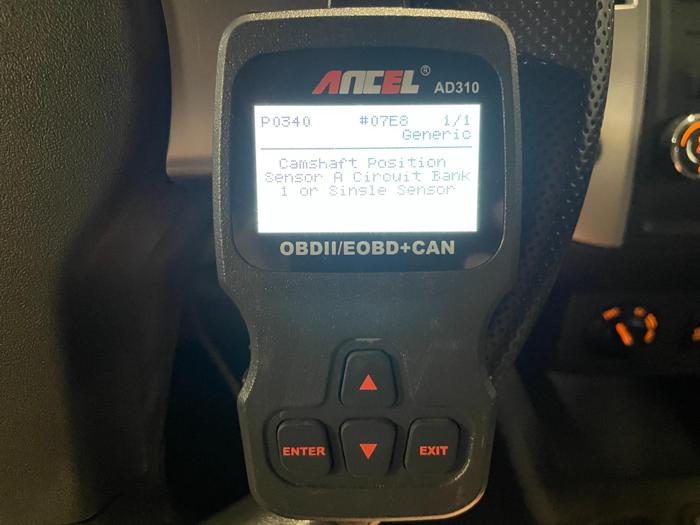 ANCEL® AD310
P0340 #07E8 1/1
Generic
Camshaft Position
Sensor A Circuit Bank
1 or Single Sensor
OBDII/EOBD+CAN
▲
ENTER ▼ EXIT